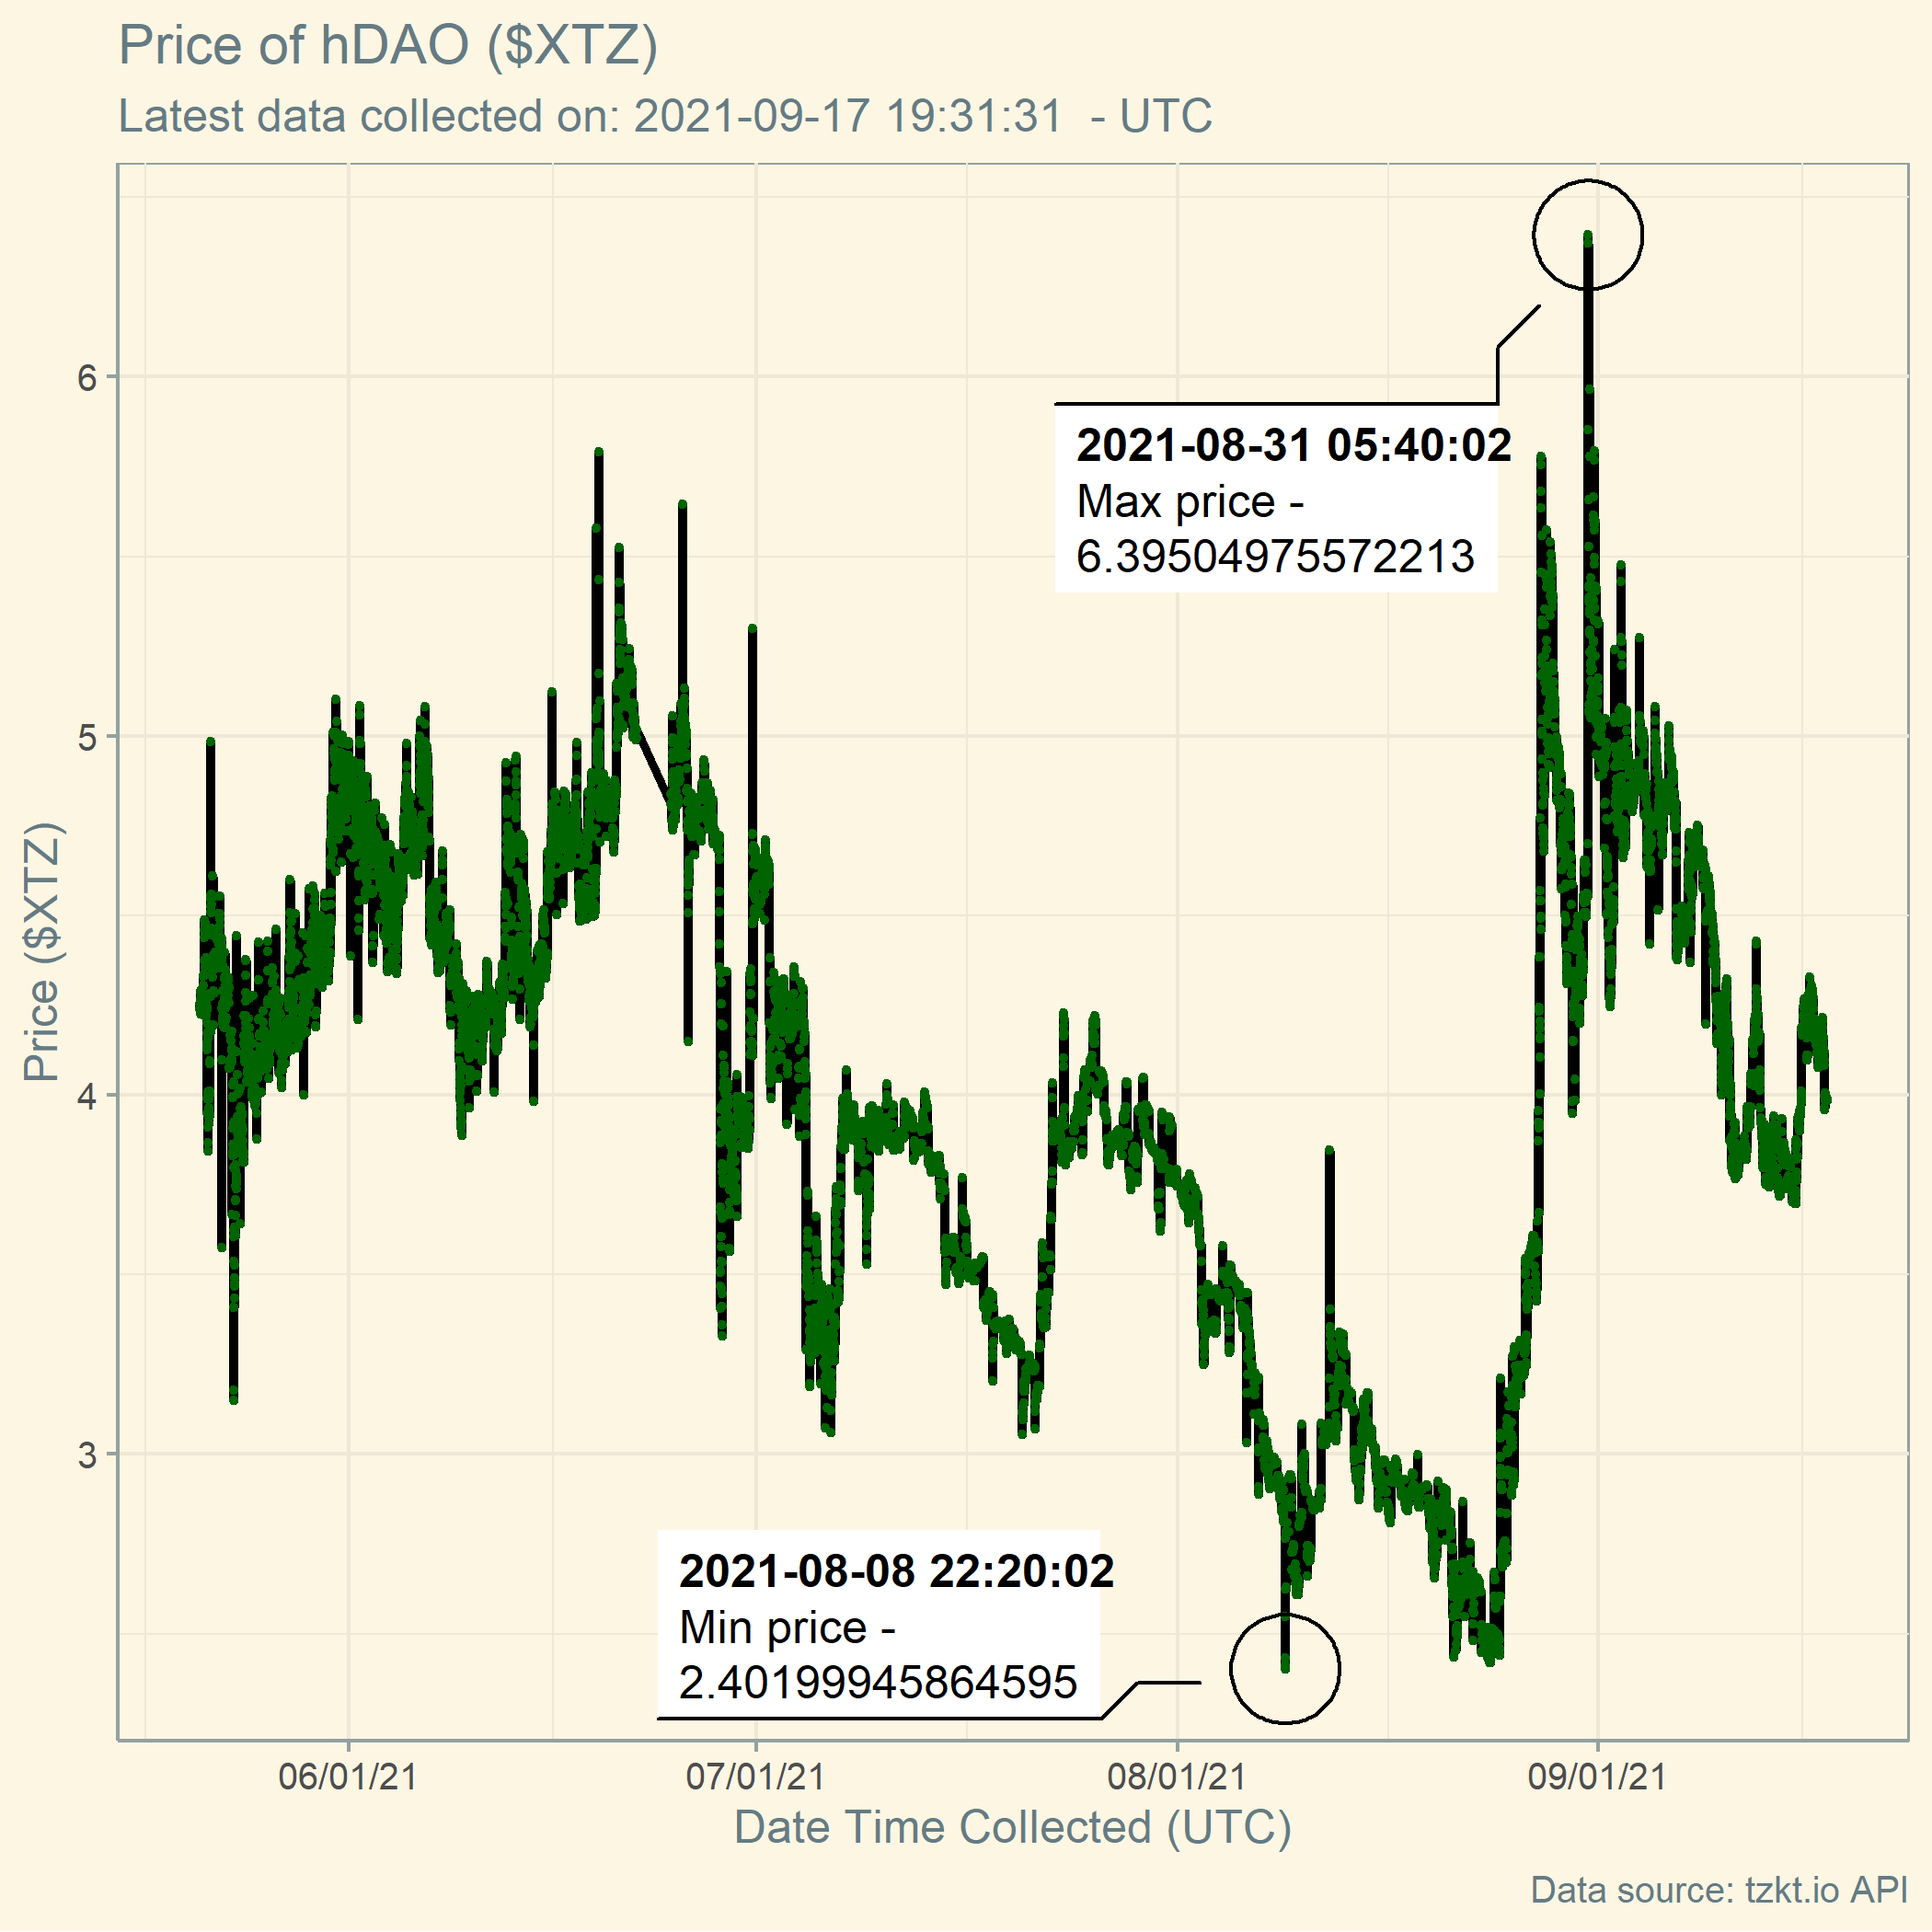 Price of hDAO ($XTZ)
Latest data collected on: 2021-09-17 19:31:31  - UTC
6
5
4
3
Price ($XTZ)
2021-08-31 05:40:02
Max price -
6.39504975572213
2021-08-08 22:20:02
Min price -
2.40199945864595
06/01/21
07/01/21
08/01/21
09/01/21
Date Time Collected (UTC)
Data source: tzkt.io API